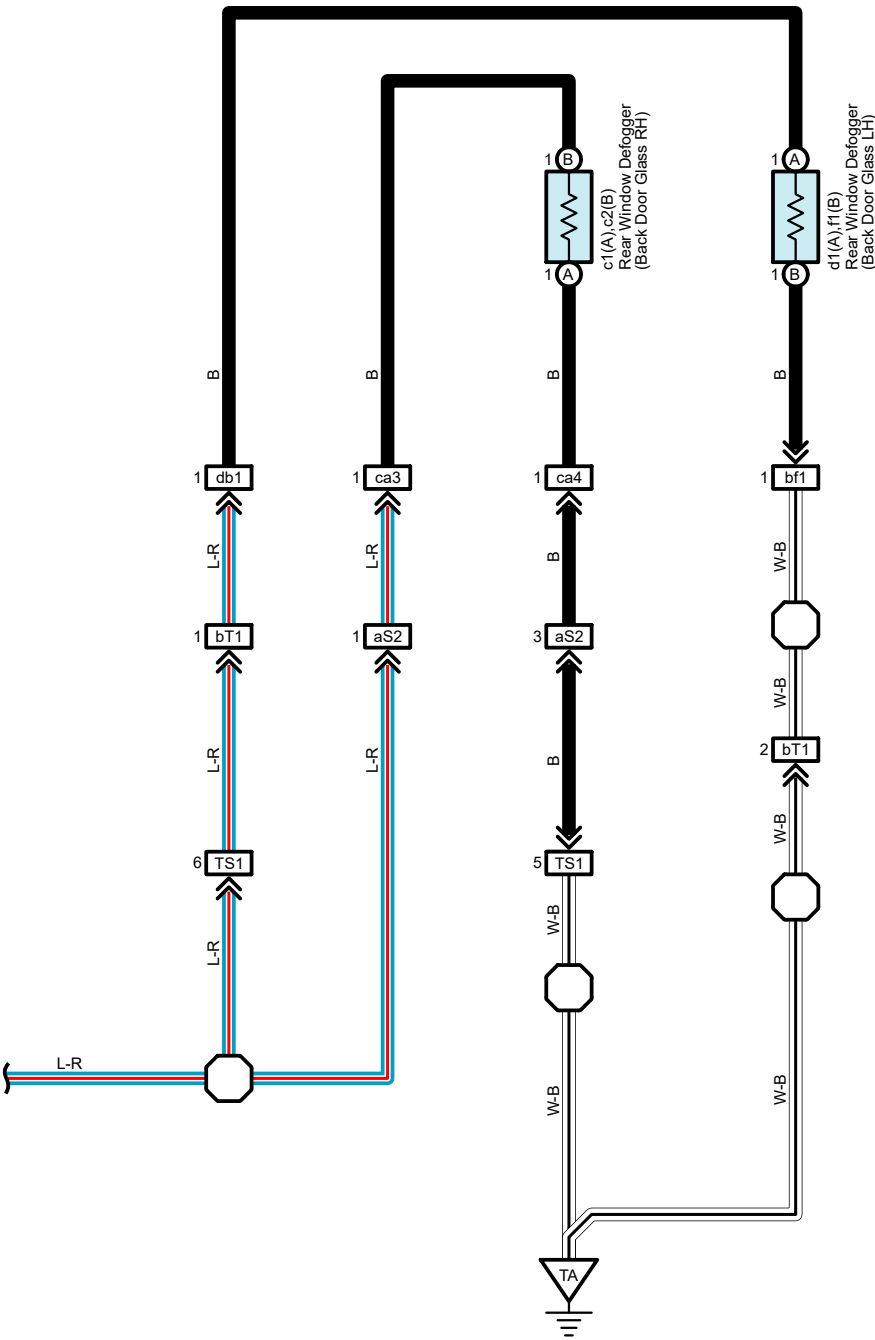 1 B
c1(A),c2(B)
Rear Window Defogger
(Back Door Glass RH)
1 A
1 A
d1(A),f1(B)
Rear Window Defogger
(Back Door Glass LH)
1 B
B
B
B
B
1 db1
1 ca3
1 ca4
1 bf1
L-R
L-R
B
W-B
1 bT1
1 aS2
3 aS2
W-B
2 bT1
L-R
L-R
B
W-B
6 TS1
5 TS1
L-R
W-B
L-R
W-B
W-B
TA